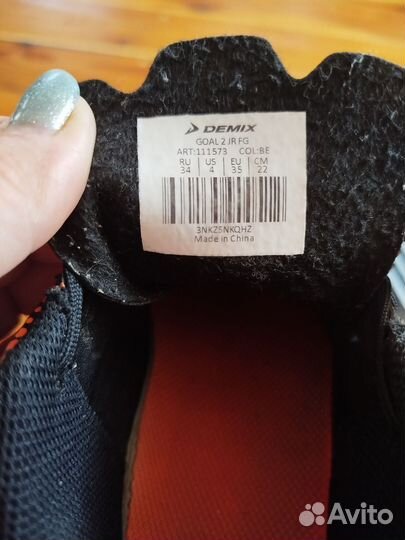 DEMIX
GOAL 2 JR FG
ART:111573 COL:BE
RU US EU CM
34 4 35 22
3NKZ5NKQHZ
Made in China
Avito